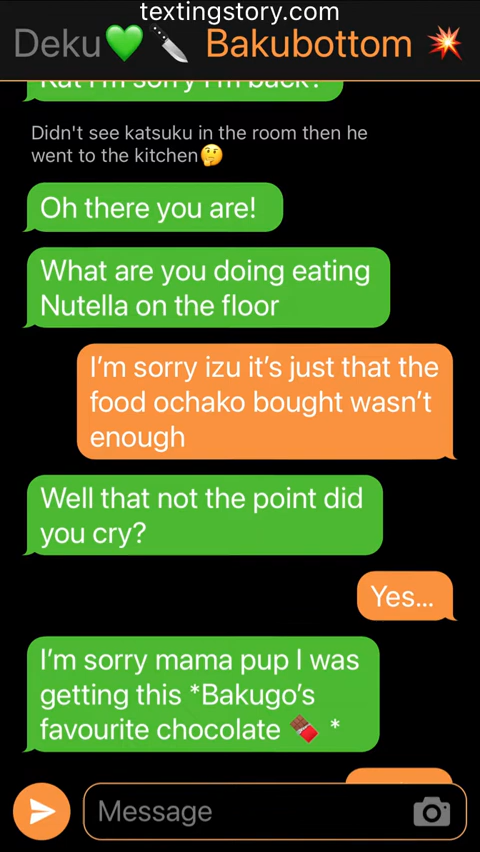 textingstory.com
Deku💚🔪 Bakubottom 💥
Kat I'm sorry I'm back?
Didn't see katsuku in the room then he
went to the kitchen🤔
Oh there you are!
What are you doing eating
Nutella on the floor
I'm sorry izu it's just that the
food ochako bought wasn't
enough
Well that not the point did
you cry?
Yes...
I'm sorry mama pup I was
getting this *Bakugo's
favourite chocolate 🍫 *
Message